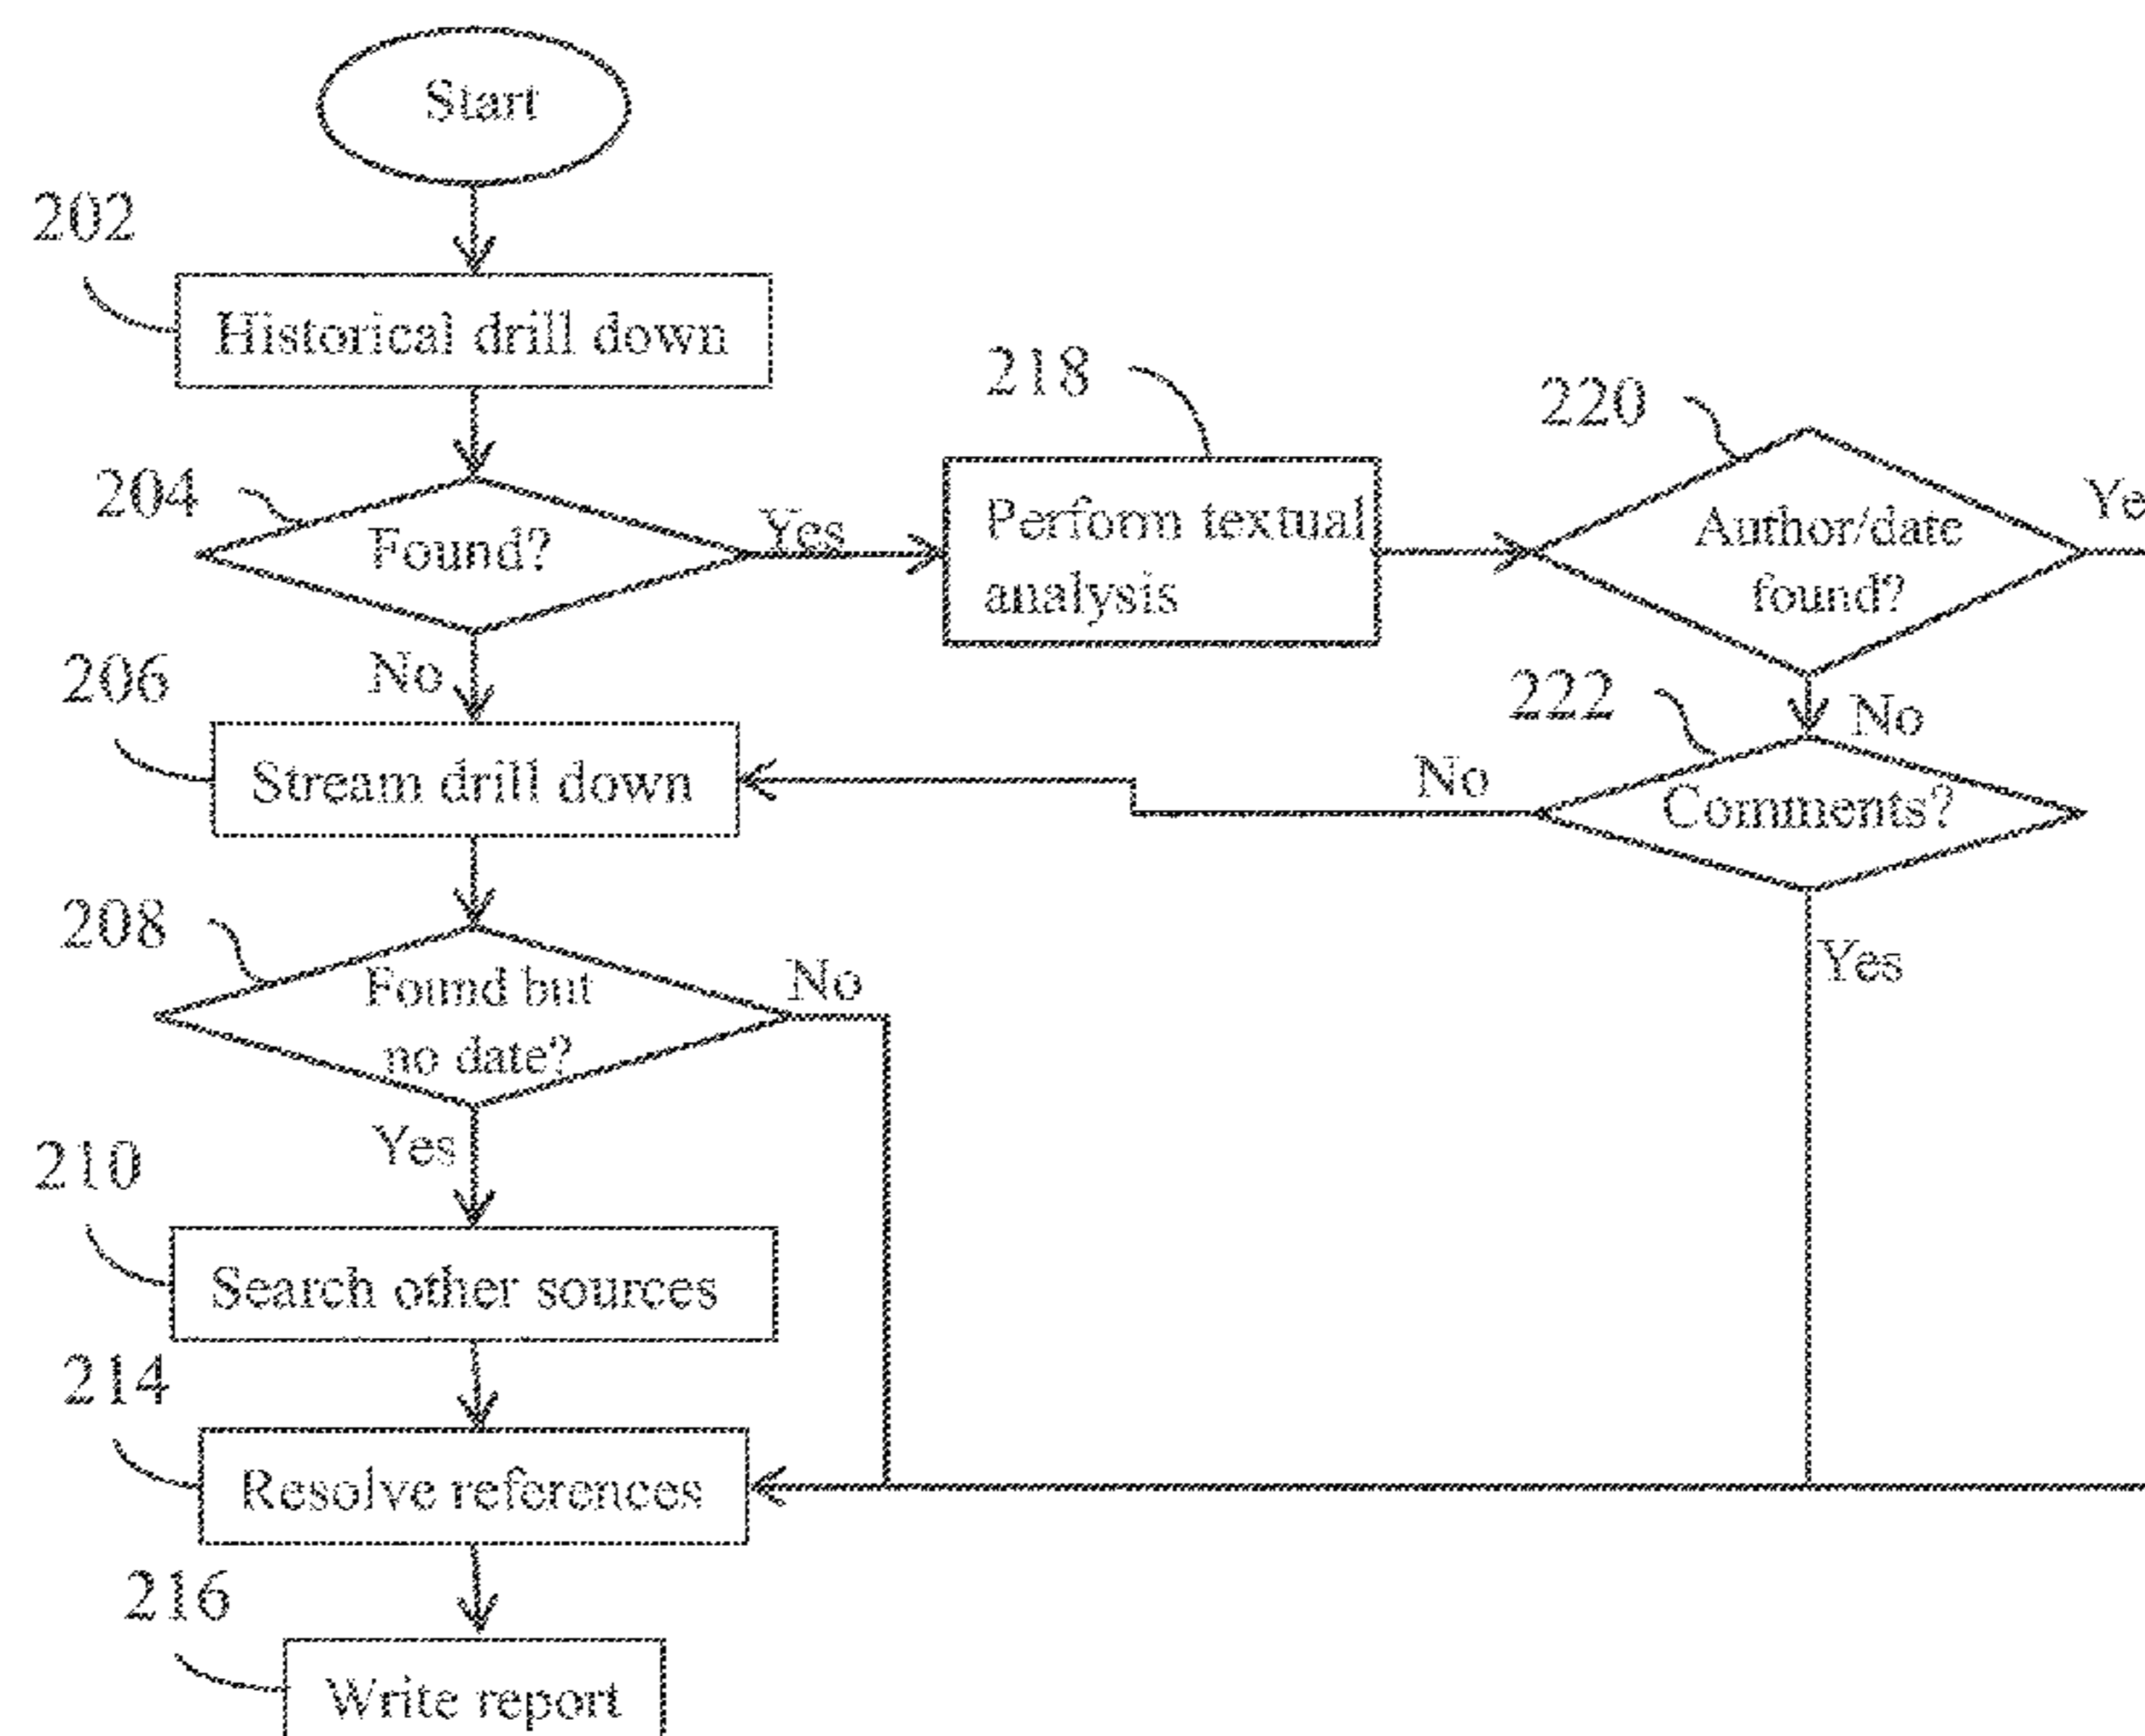 Start
202
Historical drill down
218
220
204
Found?
Yes
Perform textual
analysis
Author/date
found?
Ye
206
No
222
No
Stream drill down
No
Comments?
208
Found but
no date?
No
Yes
Yes
210
Search other sources
214
Resolve references
216
Write report